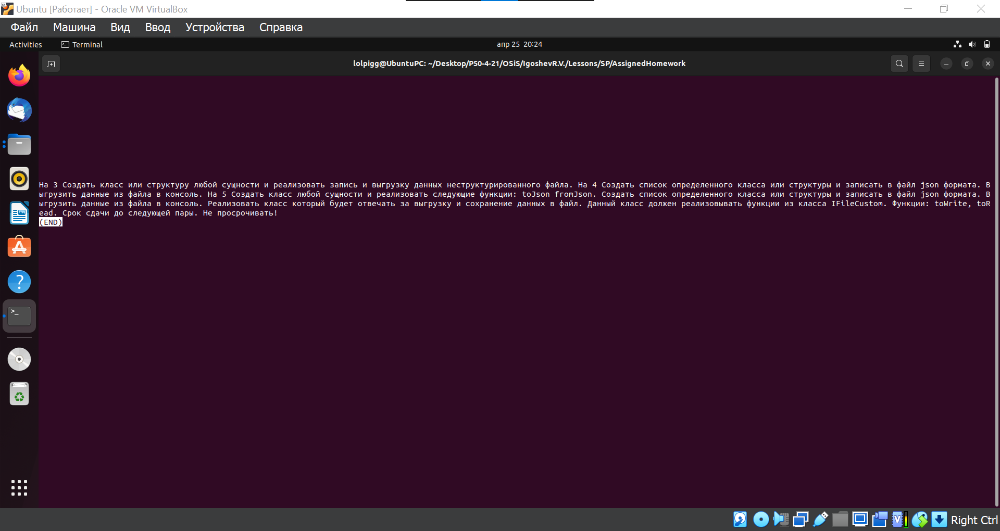 Ubuntu [Работает] - Oracle VM VirtualBox
Файл Машина Вид Ввод Устройства Справка
Activities Terminal апр 25 20:24
lolpigg@UbuntuPC: ~/Desktop/P50-4-21/OSiS/IgoshevR.V./Lessons/SP/AssignedHomework
На 3 Создать класс или структуру любой сущности и реализовать запись и выгрузку данных неструктурированного файла. На 4 Создать список определенного класса или структуры и записать в файл json формата. В
ыгрузить данные из файла в консоль. На 5 Создать класс любой сущности и реализовать следующие функции: toJson fromJson. Создать список определенного класса или структуры и записать в файл json формата. В
ыгрузить данные из файла в консоль. Реализовать класс который будет отвечать за выгрузку и сохранение данных в файл. Данный класс должен реализовывать функции из класса IFileCustom. Функции: toWrite, toR
ead. Срок сдачи до следующей пары. Не просрочивать!
(END)
Right Ctrl